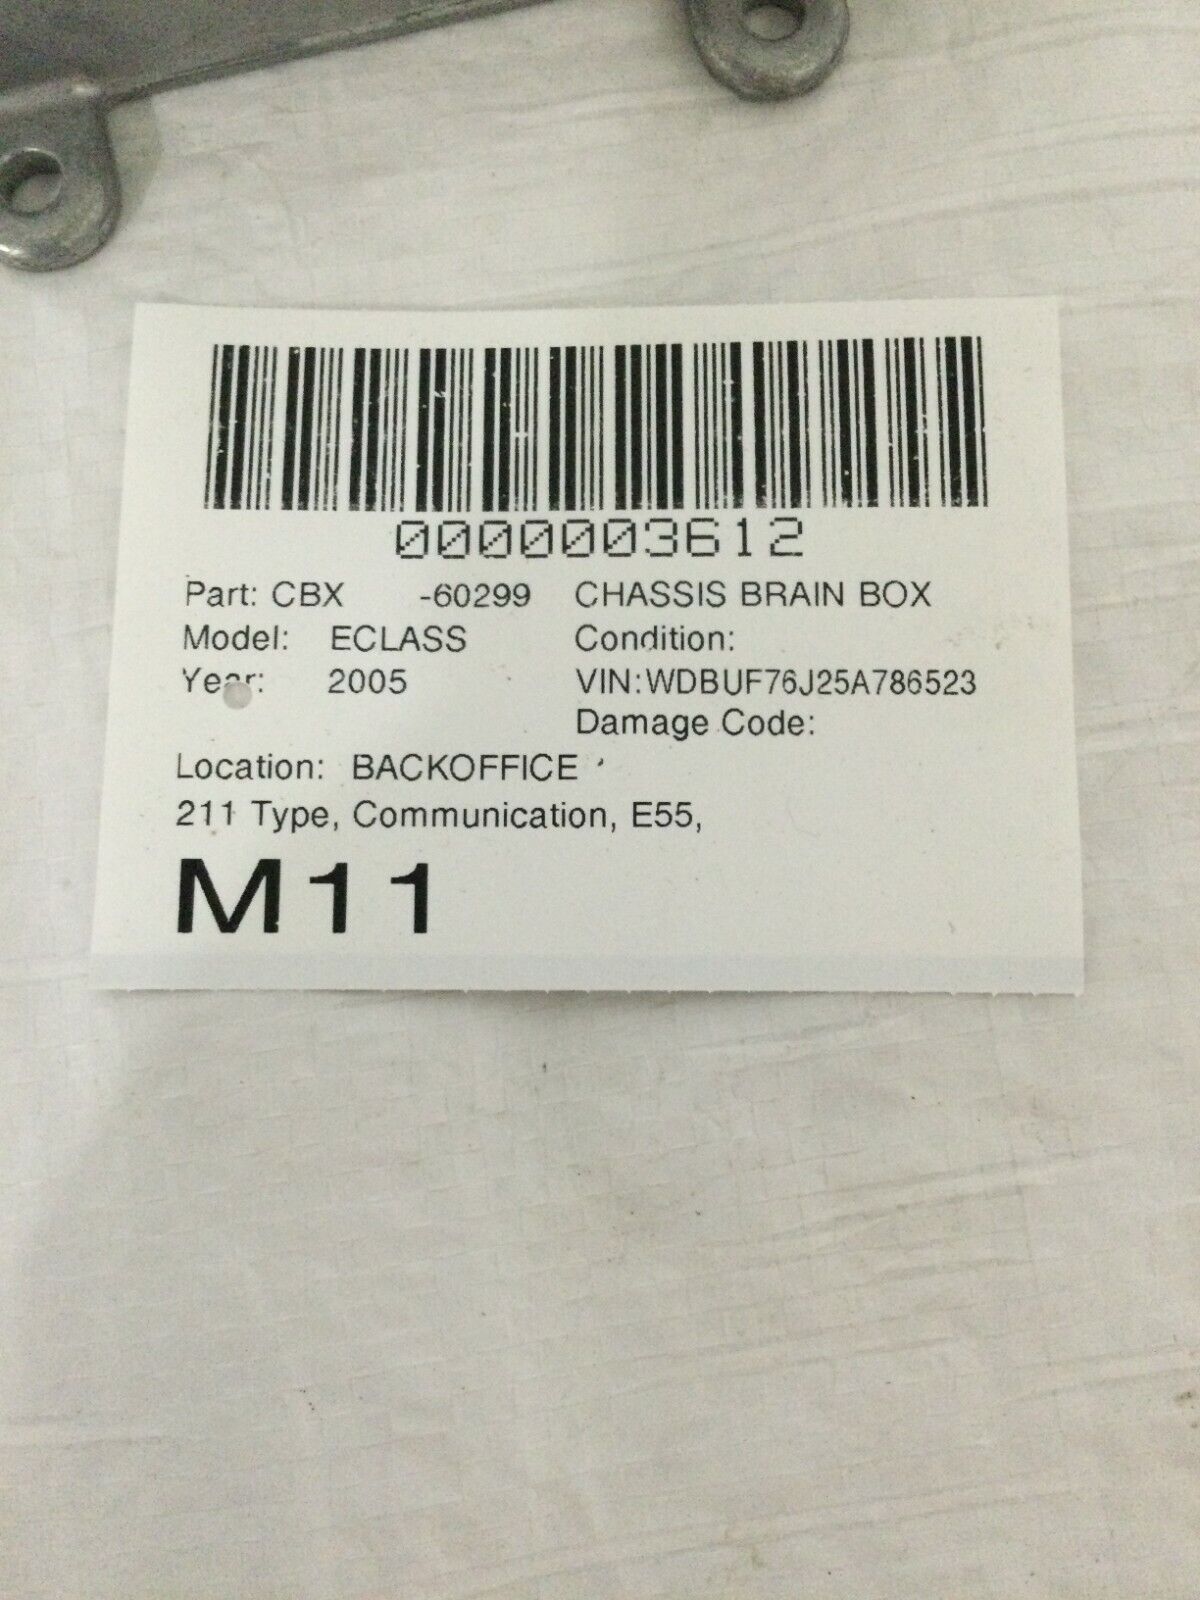 0000003612
Part: CBX -60299 CHASSIS BRAIN BOX
Model: ECLASS Condition:
Year: 2005 VIN:WDBUF76J25A786523
Damage Code:
Location: BACKOFFICE
211 Type, Communication, E55,
M11